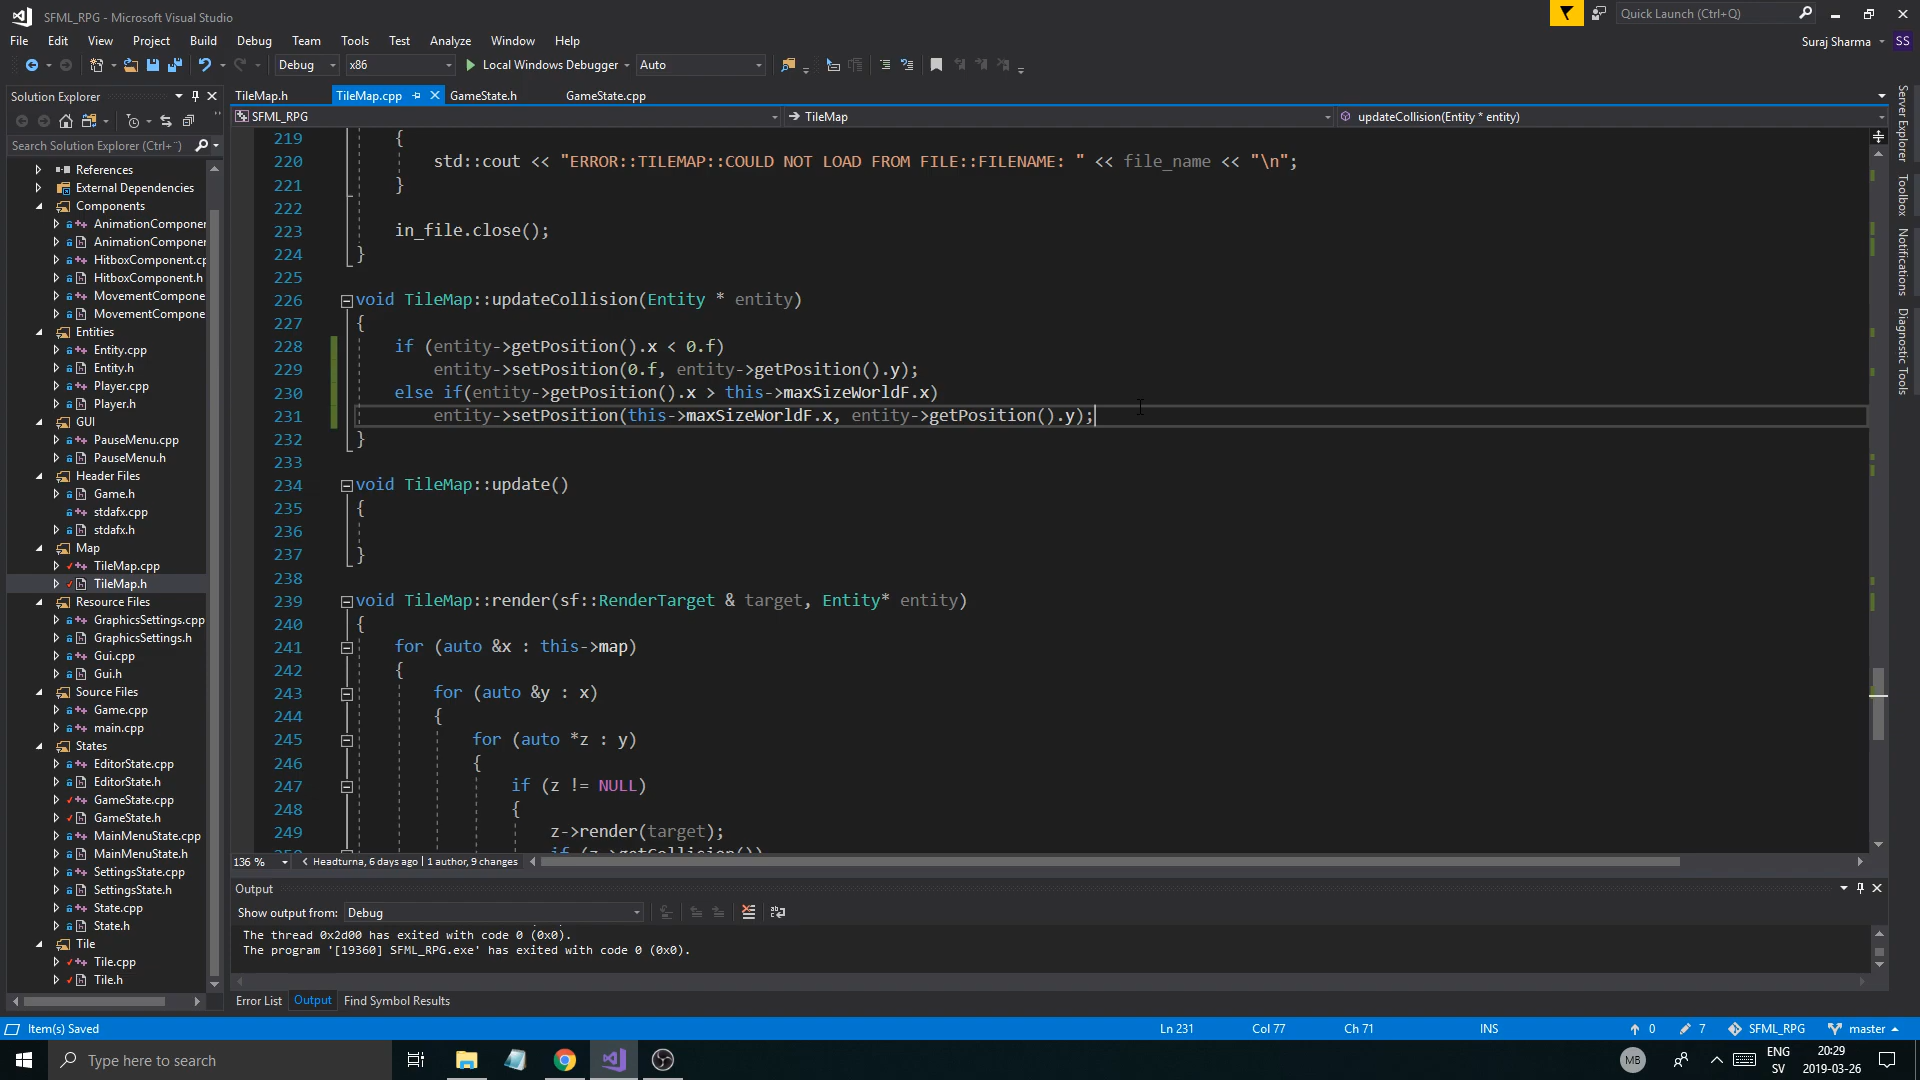 SFML_RPG - Microsoft Visual Studio
Quick Launch (Ctrl+Q)
File Edit View Project Build Debug Team Tools Test Analyze Window Help
Suraj Sharma SS
Debug x86 Local Windows Debugger Auto
Solution Explorer
TileMap.h TileMap.cpp GameState.h GameState.cpp
SFML_RPG TileMap updateCollision(Entity * entity)
Search Solution Explorer (Ctrl+¨)
References
External Dependencies
Components
AnimationComponer
AnimationComponer
HitboxComponent.cp
HitboxComponent.h
MovementCompone
MovementCompone
Entities
Entity.cpp
Entity.h
Player.cpp
Player.h
GUI
PauseMenu.cpp
PauseMenu.h
Header Files
Game.h
stdafx.cpp
stdafx.h
Map
TileMap.cpp
TileMap.h
Resource Files
GraphicsSettings.cpp
GraphicsSettings.h
Gui.cpp
Gui.h
Source Files
Game.cpp
main.cpp
States
EditorState.cpp
EditorState.h
GameState.cpp
GameState.h
MainMenuState.cpp
MainMenuState.h
SettingsState.cpp
SettingsState.h
State.cpp
State.h
Tile
Tile.cpp
Tile.h
219 {
220 std::cout << "ERROR::TILEMAP::COULD NOT LOAD FROM FILE::FILENAME: " << file_name << "\n";
221 }
222
223 in_file.close();
224 }
225
226 void TileMap::updateCollision(Entity * entity)
227 {
228 if (entity->getPosition().x < 0.f)
229 entity->setPosition(0.f, entity->getPosition().y);
230 else if(entity->getPosition().x > this->maxSizeWorldF.x)
231 entity->setPosition(this->maxSizeWorldF.x, entity->getPosition().y);
232 }
233
234 void TileMap::update()
235 {
236
237 }
238
239 void TileMap::render(sf::RenderTarget & target, Entity* entity)
240 {
241 for (auto &x : this->map)
242 {
243 for (auto &y : x)
244 {
245 for (auto *z : y)
246 {
247 if (z != NULL)
248 {
249 z->render(target);
250 if (z->getCollision())
136 % Headturna, 6 days ago | 1 author, 9 changes
Server Explorer
Toolbox
Notifications
Diagnostic Tools
Output
Show output from: Debug
The thread 0x2d00 has exited with code 0 (0x0).
The program '[19360] SFML_RPG.exe' has exited with code 0 (0x0).
Error List Output Find Symbol Results
Item(s) Saved Ln 231 Col 77 Ch 71 INS 0 7 SFML_RPG master
Type here to search
MB
ENG
SV
20:29
2019-03-26